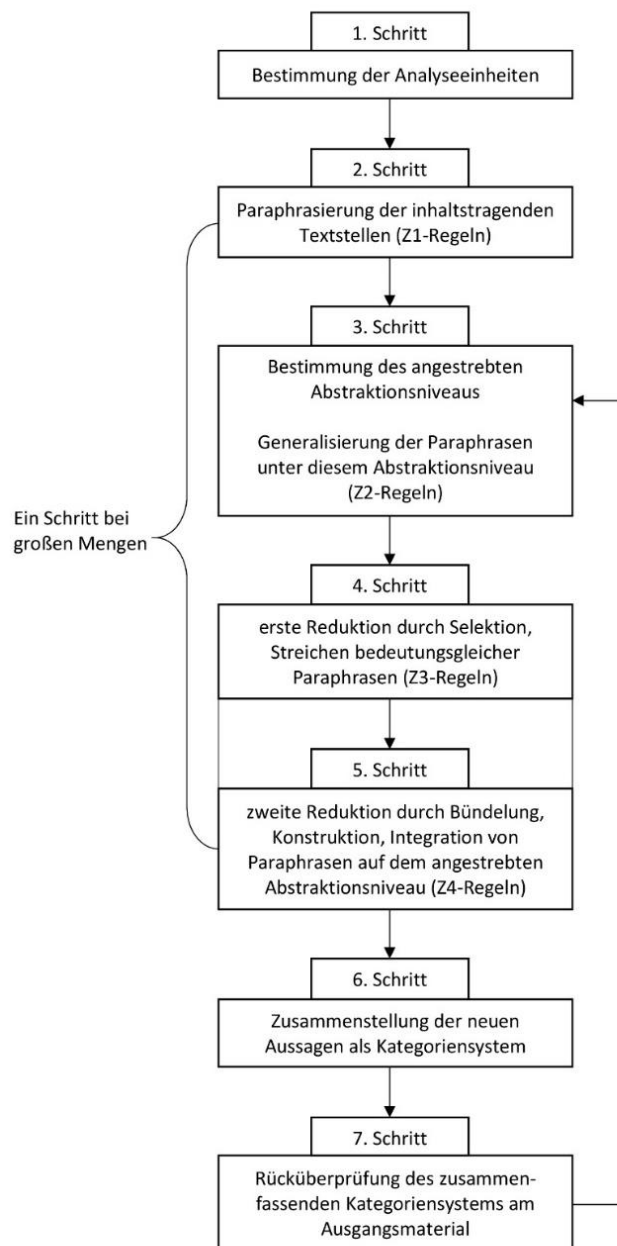 1. Schritt
Bestimmung der Analyseeinheiten
2. Schritt
Paraphrasierung der inhaltstragenden
Textstellen (Z1-Regeln)
3. Schritt
Bestimmung des angestrebten
Abstraktionsniveaus
Generalisierung der Paraphrasen
unter diesem Abstraktionsniveau
(Z2-Regeln)
Ein Schritt bei
großen Mengen
4. Schritt
erste Reduktion durch Selektion,
Streichen bedeutungsgleicher
Paraphrasen (Z3-Regeln)
5. Schritt
zweite Reduktion durch Bündelung,
Konstruktion, Integration von
Paraphrasen auf dem angestrebten
Abstraktionsniveau (Z4-Regeln)
6. Schritt
Zusammenstellung der neuen
Aussagen als Kategoriensystem
7. Schritt
Rücküberprüfung des zusammen-
fassenden Kategoriensystems am
Ausgangsmaterial